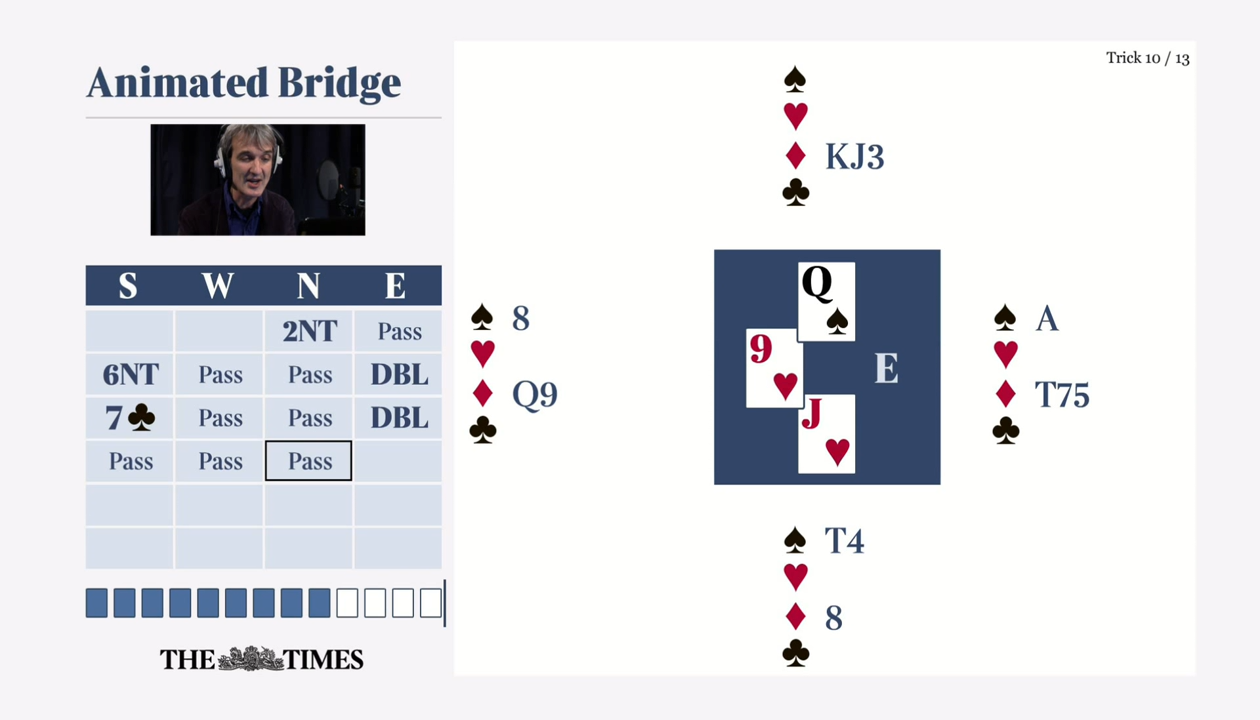 Trick 10 / 13
Animated Bridge
KJ3
S W N E
2NT Pass
6NT Pass Pass DBL
7♣ Pass Pass DBL
Pass Pass Pass
8
Q9
Q
9
E
J
A
T75
T4
8
THE TIMES